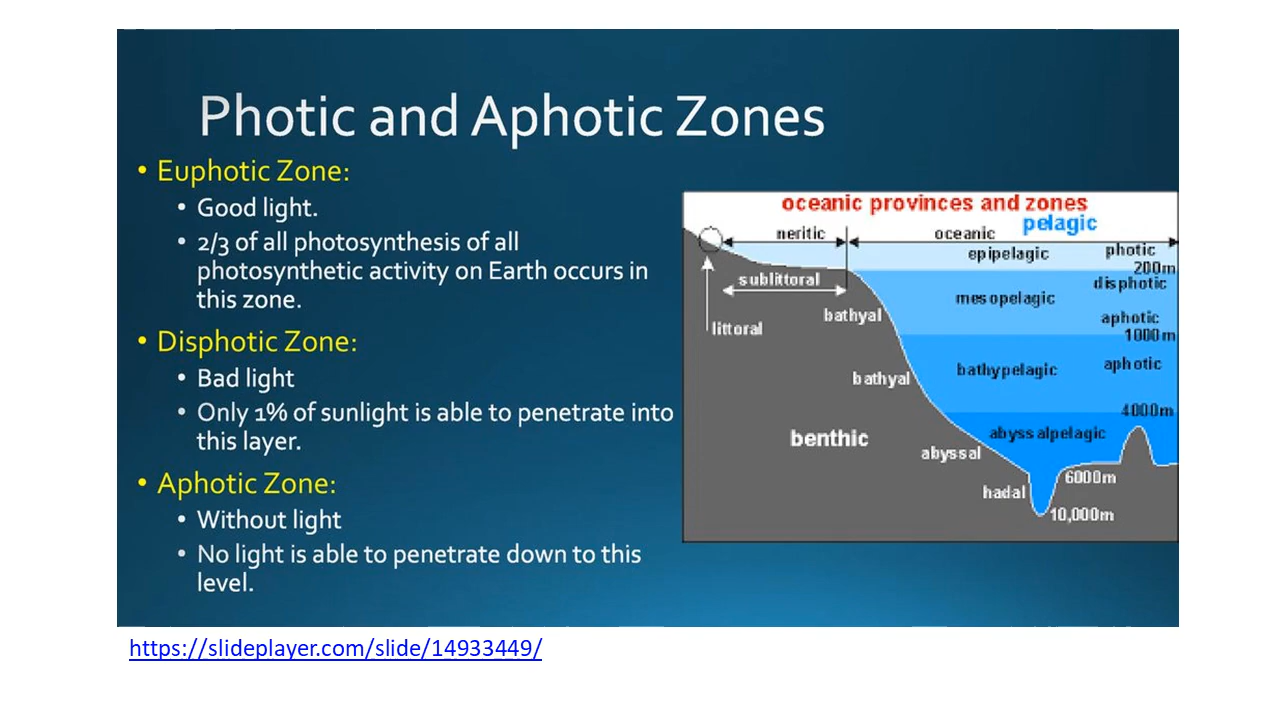 Photic and Aphotic Zones
• Euphotic Zone:
• Good light.
• 2/3 of all photosynthesis of all
photosynthetic activity on Earth occurs in
this zone.
• Disphotic Zone:
• Bad light
• Only 1% of sunlight is able to penetrate into
this layer.
• Aphotic Zone:
• Without light
• No light is able to penetrate down to this
level.
oceanic provinces and zones
pelagic
neritic
oceanic
epipelagic
photic
200m
sublittoral
disphotic
mesopelagic
bathyal
aphotic
littoral
1000m
bathypelagic
aphotic
bathyal
4000m
abyssalpelagic
benthic
abyssal
6000m
hadal
10,000m
https://slideplayer.com/slide/14933449/